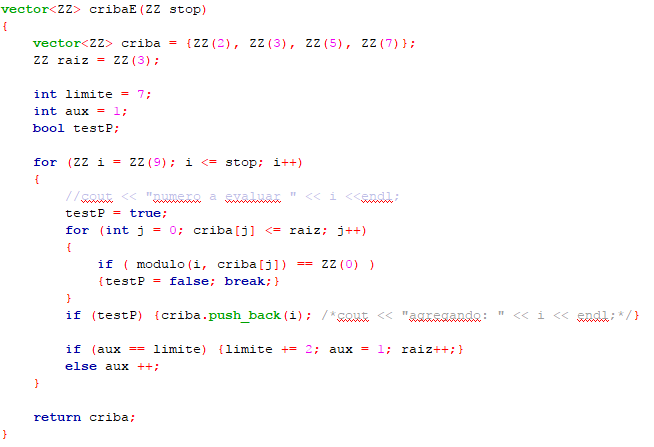 vector<ZZ> cribaE(ZZ stop)
{
    vector<ZZ> criba = {ZZ(2), ZZ(3), ZZ(5), ZZ(7)};
    ZZ raiz = ZZ(3);

    int limite = 7;
    int aux = 1;
    bool testP;

    for (ZZ i = ZZ(9); i <= stop; i++)
    {
        //cout << "numero a evaluar " << i <<endl;
        testP = true;
        for (int j = 0; criba[j] <= raiz; j++)
        {
            if ( modulo(i, criba[j]) == ZZ(0) )
            {testP = false; break;}
        }
        if (testP) {criba.push_back(i); /*cout << "agregando: " << i << endl;*/}

        if (aux == limite) {limite += 2; aux = 1; raiz++;}
        else aux ++;
    }

    return criba;
}